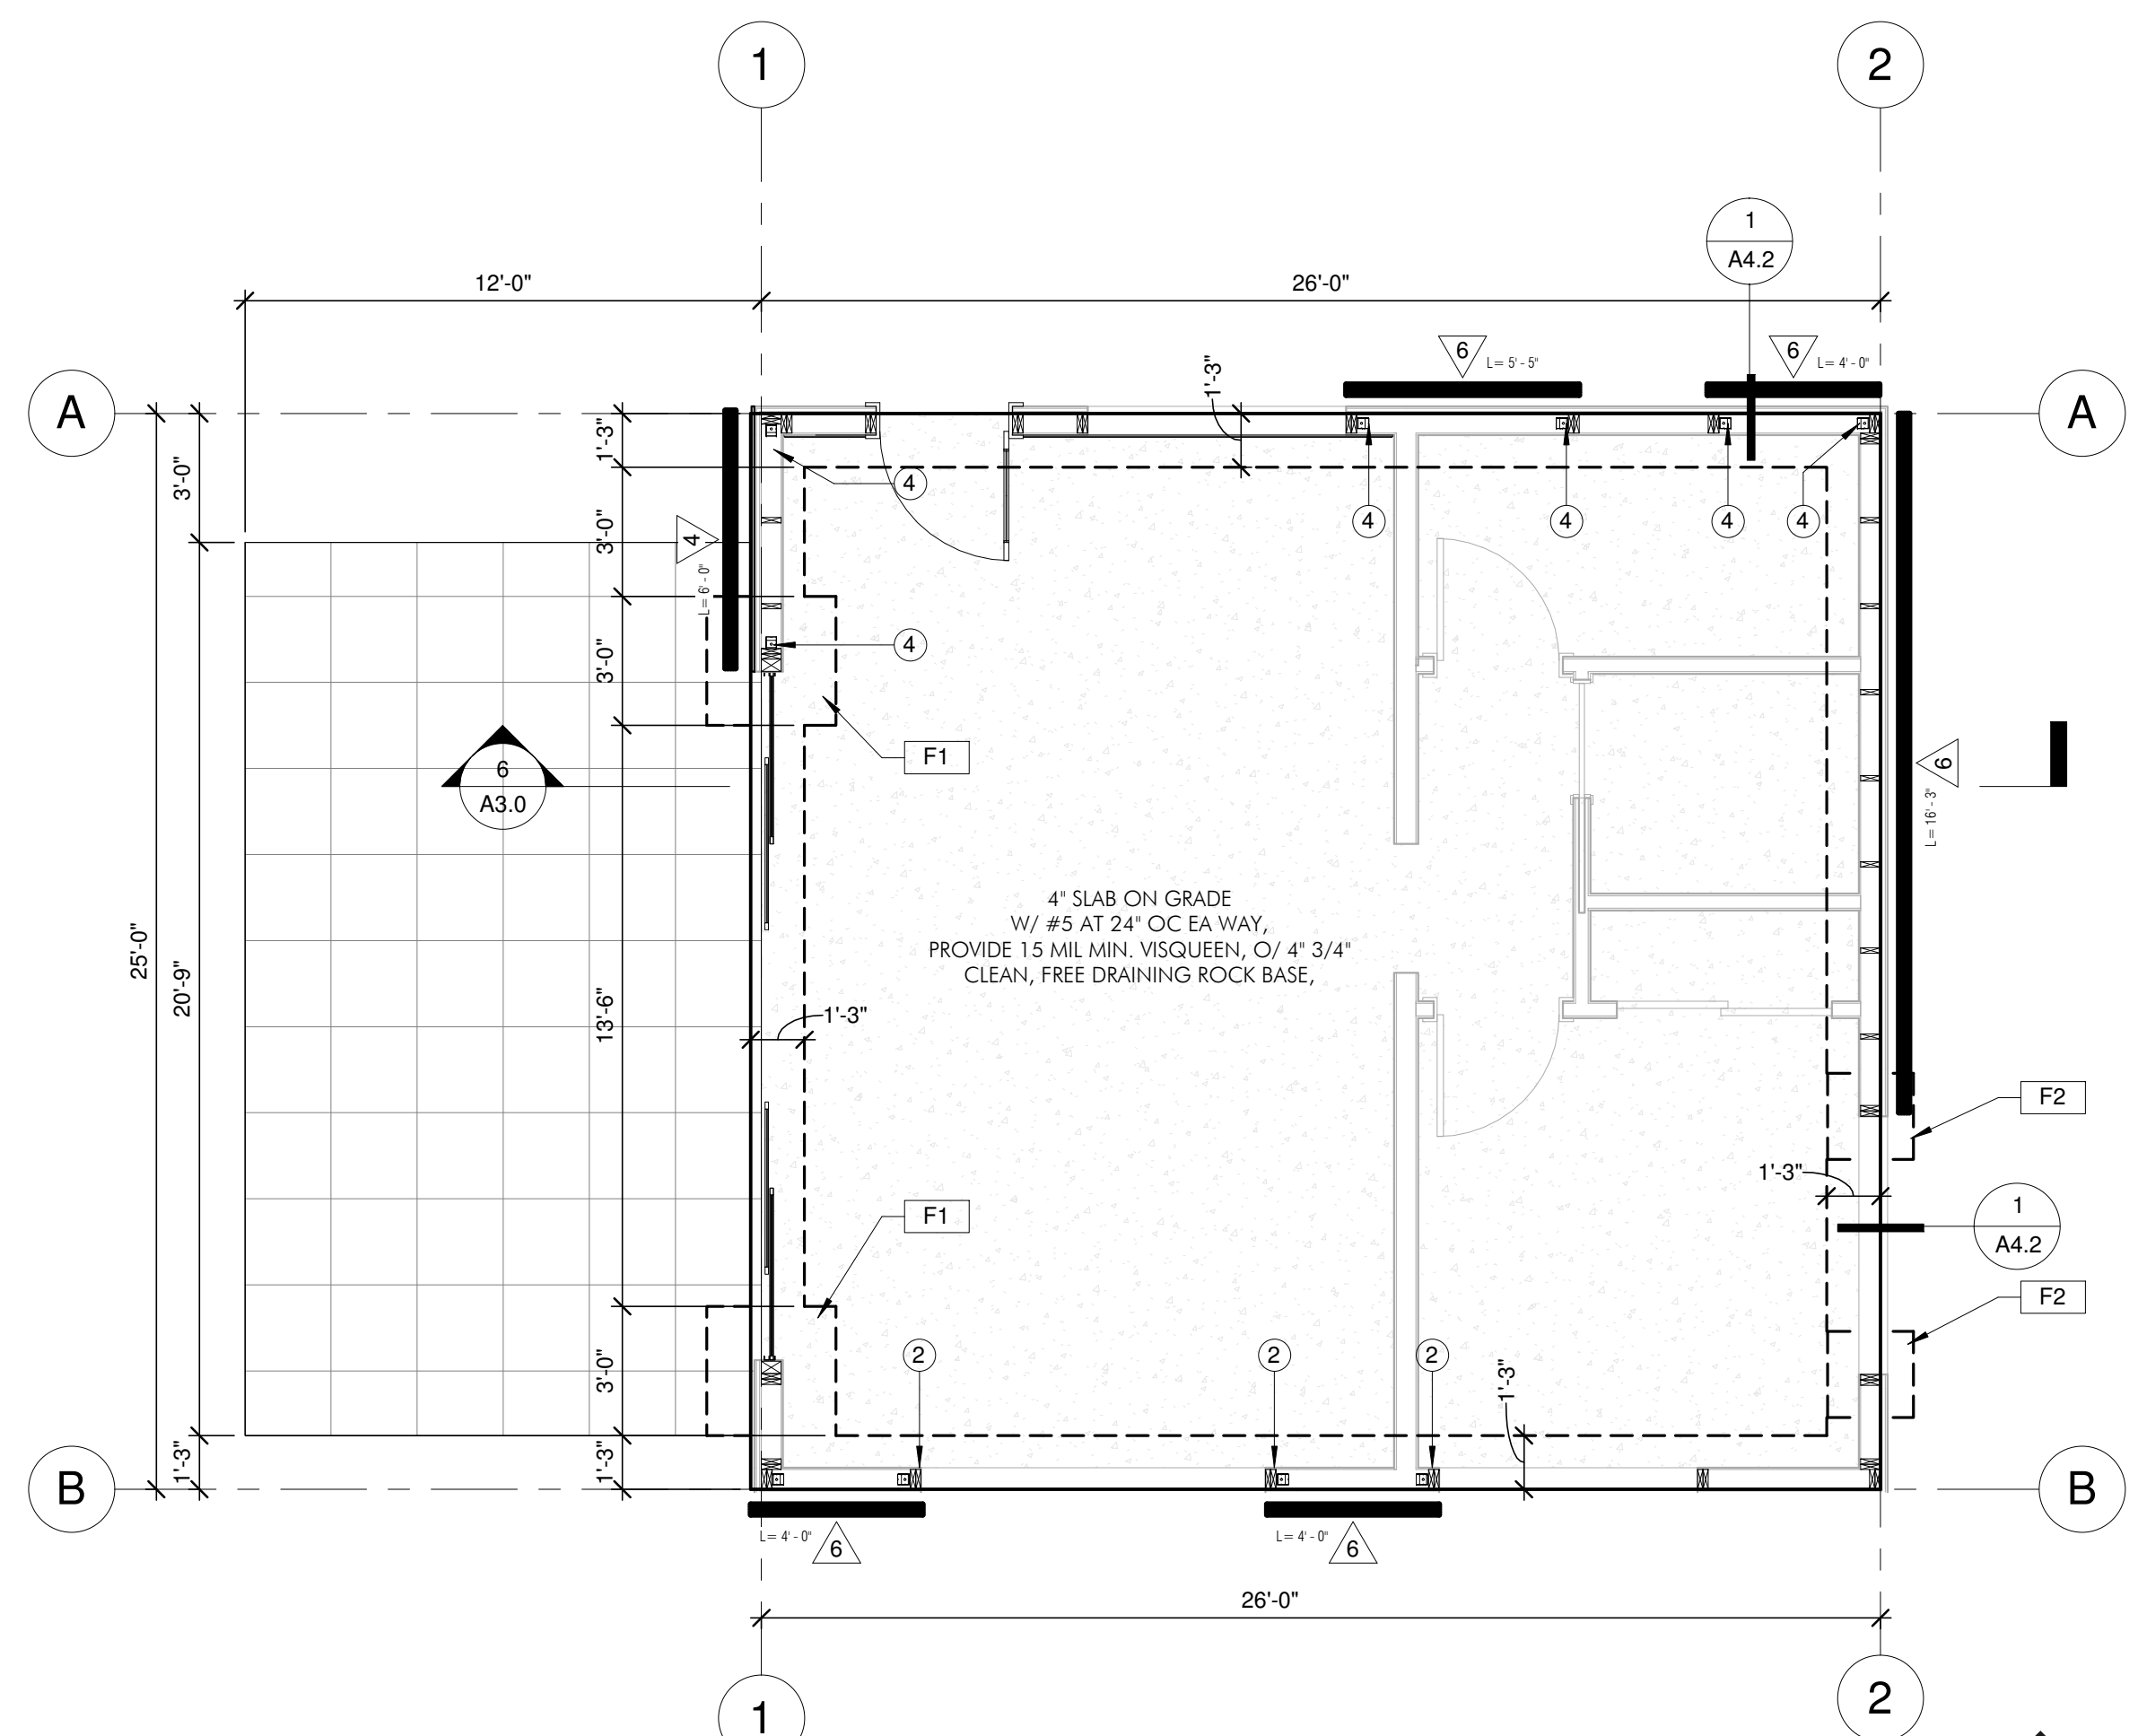 1
2
1
A4.2
12'-0"
26'-0"
6
L= 5' - 5"
6
L= 4' - 0"
A
A
1'-3"
1'-3"
3'-0"
4
4
4
4
4
3'-0"
4
L= 6' - 0"
4
3'-0"
F1
6
A3.0
6
L= 16' - 3"
4" SLAB ON GRADE
W/ #5 AT 24" OC EA WAY,
PROVIDE 15 MIL MIN. VISQUEEN, O/ 4" 3/4"
CLEAN, FREE DRAINING ROCK BASE,
25'-0"
20'-9"
13'-6"
1'-3"
F2
1'-3"
F1
1
A4.2
F2
2
2
2
3'-0"
1'-3"
1'-3"
1'-3"
B
B
L= 4' - 0"
6
L= 4' - 0"
6
26'-0"
1
2